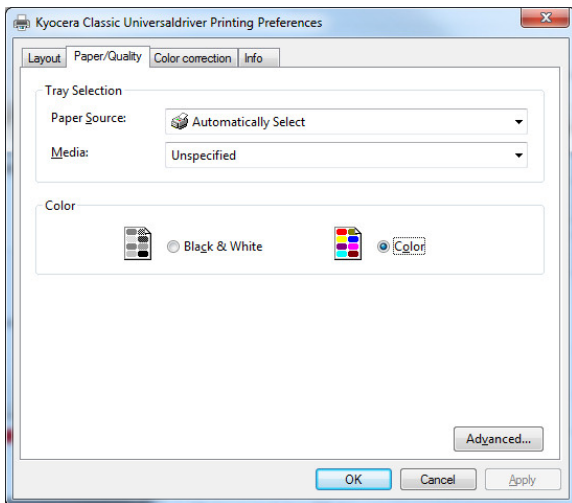 Kyocera Classic Universaldriver Printing Preferences
Layout Paper/Quality Color correction Info
Tray Selection
Paper Source: Automatically Select
Media: Unspecified
Color
Black & White Color
Advanced...
OK Cancel Apply